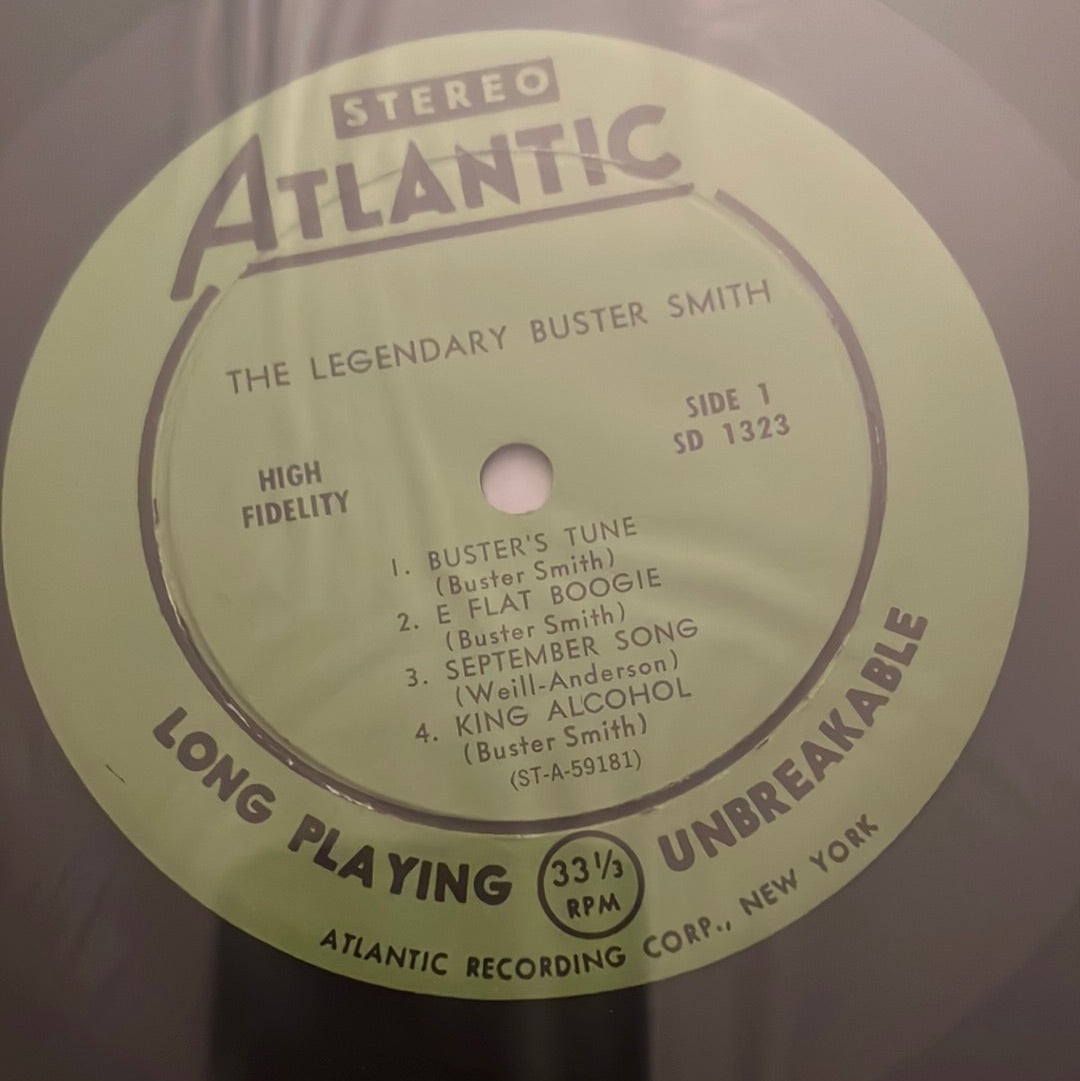 STEREO
ATLANTIC
THE LEGENDARY BUSTER SMITH
SIDE 1
SD 1323
HIGH
FIDELITY
1. BUSTER'S TUNE
(Buster Smith)
2. E FLAT BOOGIE
(Buster Smith)
3. SEPTEMBER SONG
(Weill-Anderson)
4. KING ALCOHOL
(Buster Smith)
(ST-A-59181)
LONG PLAYING 33 1/3 RPM UNBREAKABLE
ATLANTIC RECORDING CORP., NEW YORK